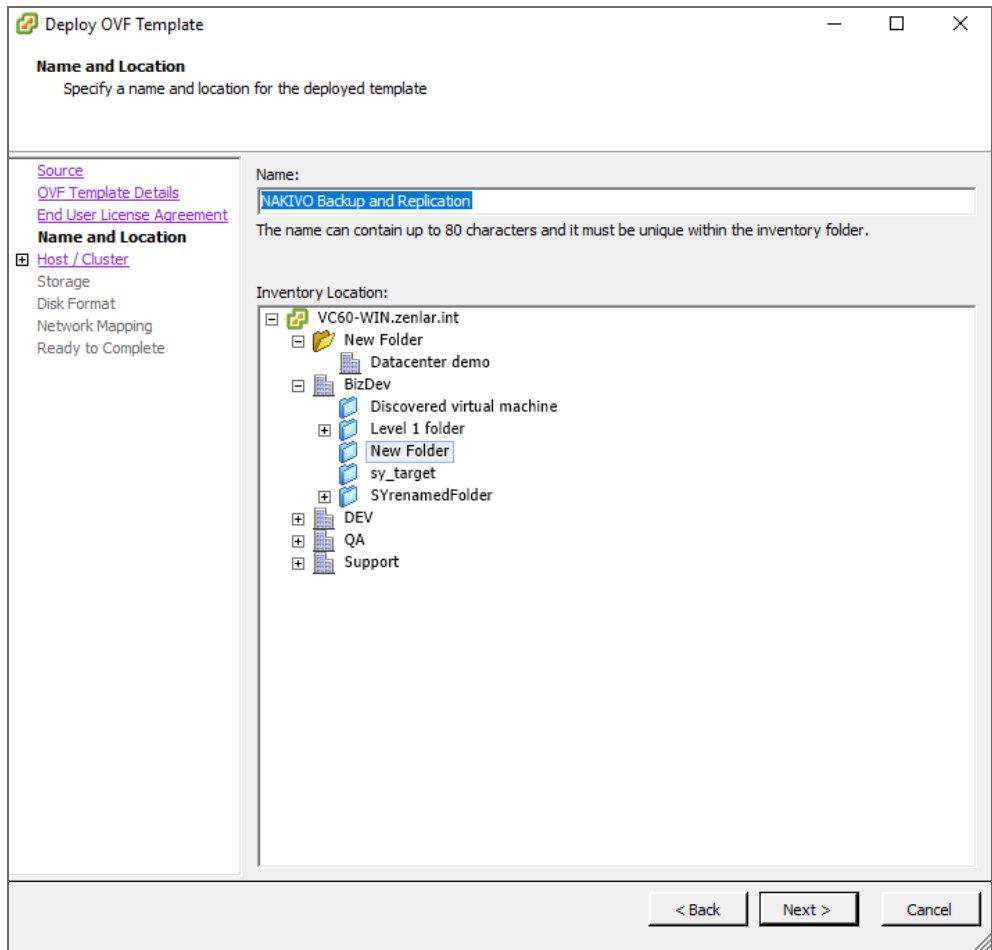 Deploy OVF Template
Name and Location
Specify a name and location for the deployed template
Source
OVF Template Details
End User License Agreement
Name and Location
Host / Cluster
Storage
Disk Format
Network Mapping
Ready to Complete
Name:
NAKIVO Backup and Replication
The name can contain up to 80 characters and it must be unique within the inventory folder.
Inventory Location:
VC60-WIN.zenlar.int
New Folder
Datacenter demo
BizDev
Discovered virtual machine
Level 1 folder
New Folder
sy_target
SYrenamedFolder
DEV
QA
Support
< Back
Next >
Cancel